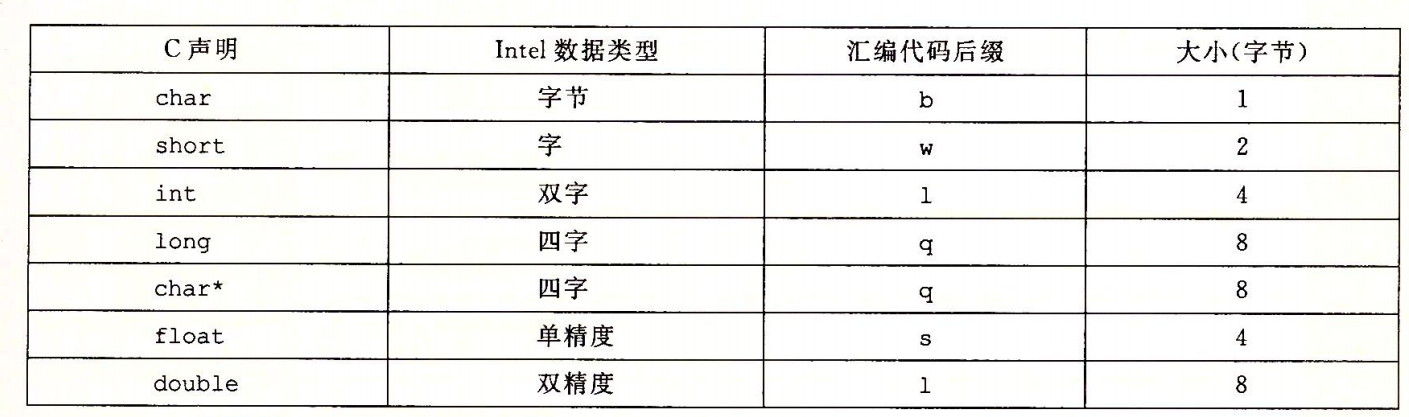 C 声明 Intel 数据类型 汇编代码后缀 大小(字节)
char 字节 b 1
short 字 w 2
int 双字 l 4
long 四字 q 8
char* 四字 q 8
float 单精度 s 4
double 双精度 l 8